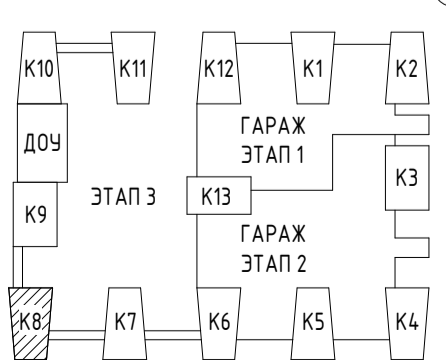 К10 К11 К12 К1 К2
ДОУ
ГАРАЖ
ЭТАП 1
К3
ЭТАП 3
К13
К9
ГАРАЖ
ЭТАП 2
К8 К7 К6 К5 К4